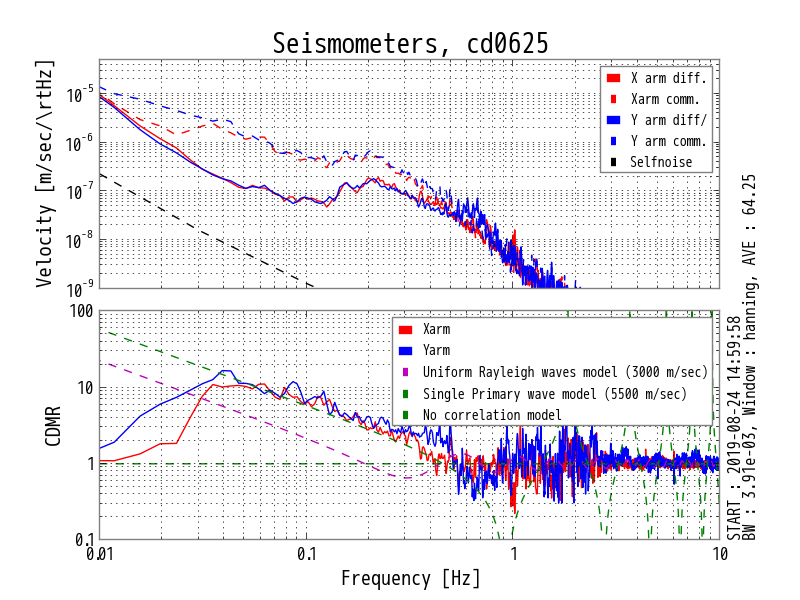 Seismometers, cd0625
Velocity [m/sec/\rtHz]
10-5
10-6
10-7
10-8
10-9
X arm diff.
Xarm comm.
Y arm diff/
Y arm comm.
Selfnoise
CDMR
100
10
1
0.1
Xarm
Yarm
Uniform Rayleigh waves model (3000 m/sec)
Single Primary wave model (5500 m/sec)
No correlation model
0.01
0.1
1
10
Frequency [Hz]
START : 2019-08-24 14:59:58
BW : 3.91e-03, Window : hanning, AVE : 64.25